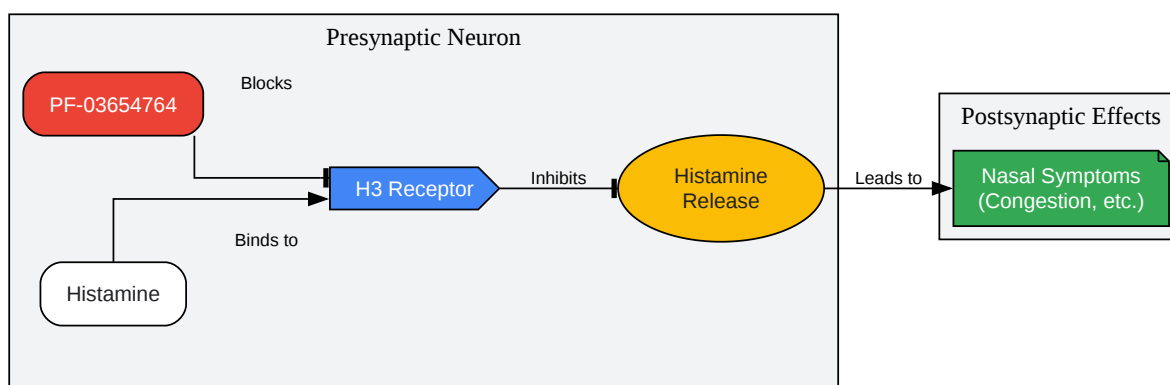 Presynaptic Neuron
Blocks
PF-03654764
Postsynaptic Effects
H3 Receptor
Inhibits
Histamine
Release
Leads to
Nasal Symptoms
(Congestion, etc.)
Binds to
Histamine